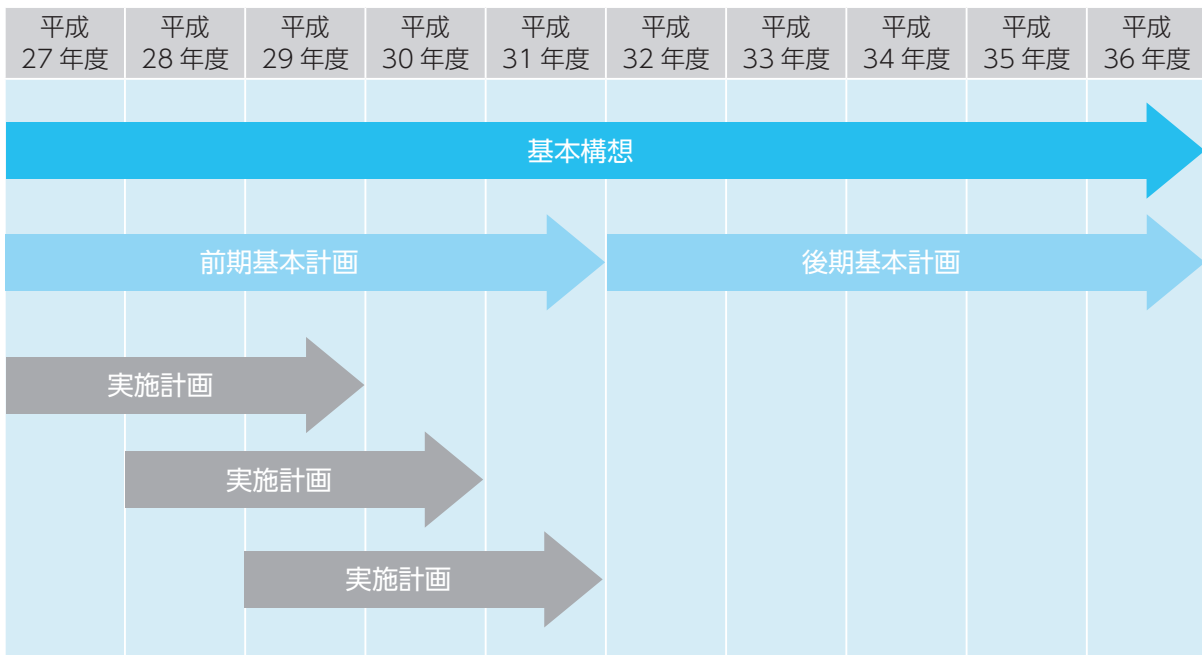 平成
27 年度
平成
28 年度
平成
29 年度
平成
30 年度
平成
31 年度
平成
32 年度
平成
33 年度
平成
34 年度
平成
35 年度
平成
36 年度
基本構想
前期基本計画
後期基本計画
実施計画
実施計画
実施計画